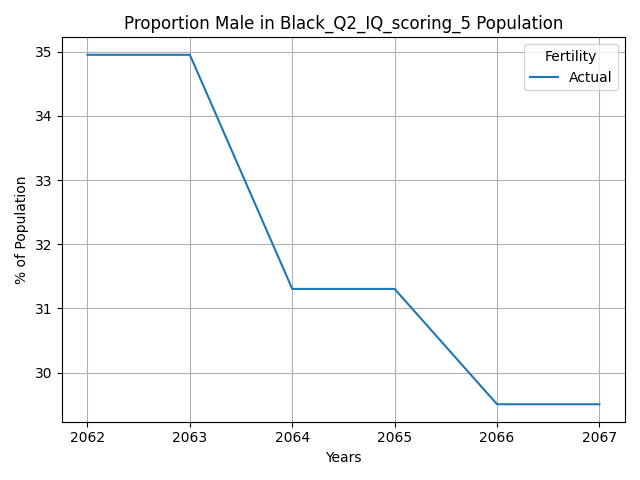 Proportion Male in Black_Q2_IQ_scoring_5 Population
Fertility
Actual
35
34
33
32
31
30
% of Population
2062 2063 2064 2065 2066 2067
Years